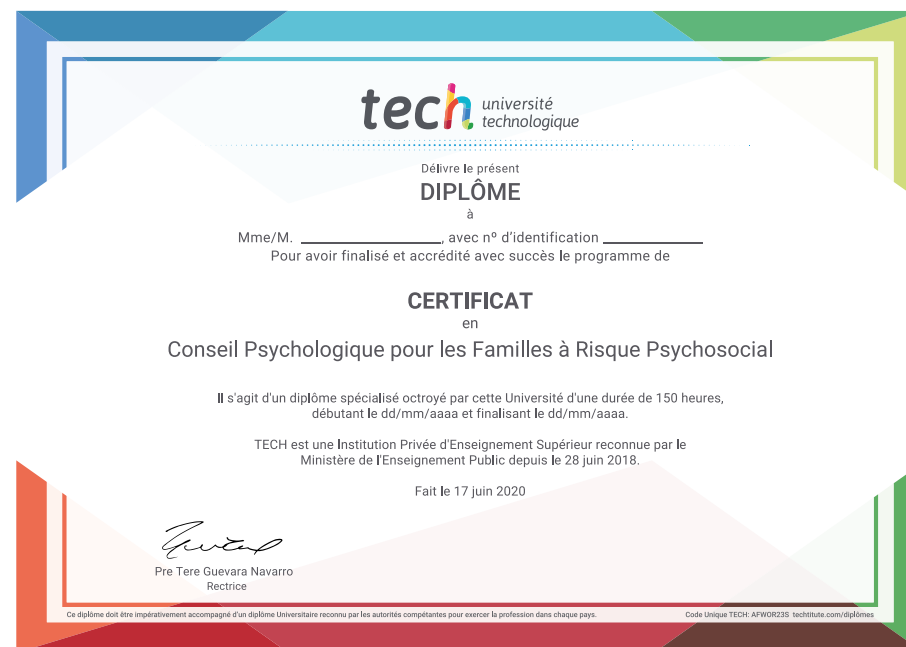 tech université
technologique
Délivre le présent
DIPLÔME
à
Mme/M. ____________________, avec nº d'identification ______________
Pour avoir finalisé et accrédité avec succès le programme de
CERTIFICAT
en
Conseil Psychologique pour les Familles à Risque Psychosocial
Il s'agit d'un diplôme spécialisé octroyé par cette Université d'une durée de 150 heures,
débutant le dd/mm/aaaa et finalisant le dd/mm/aaaa.
TECH est une Institution Privée d'Enseignement Supérieur reconnue par le
Ministère de l'Enseignement Public depuis le 28 juin 2018.
Fait le 17 juin 2020
Pre Tere Guevara Navarro
Rectrice
Ce diplôme doit être impérativement accompagné d'un diplôme Universitaire reconnu par les autorités compétantes pour exercer la profession dans chaque pays.
Code Unique TECH: AFWOR23S techtitute.com/diplômes